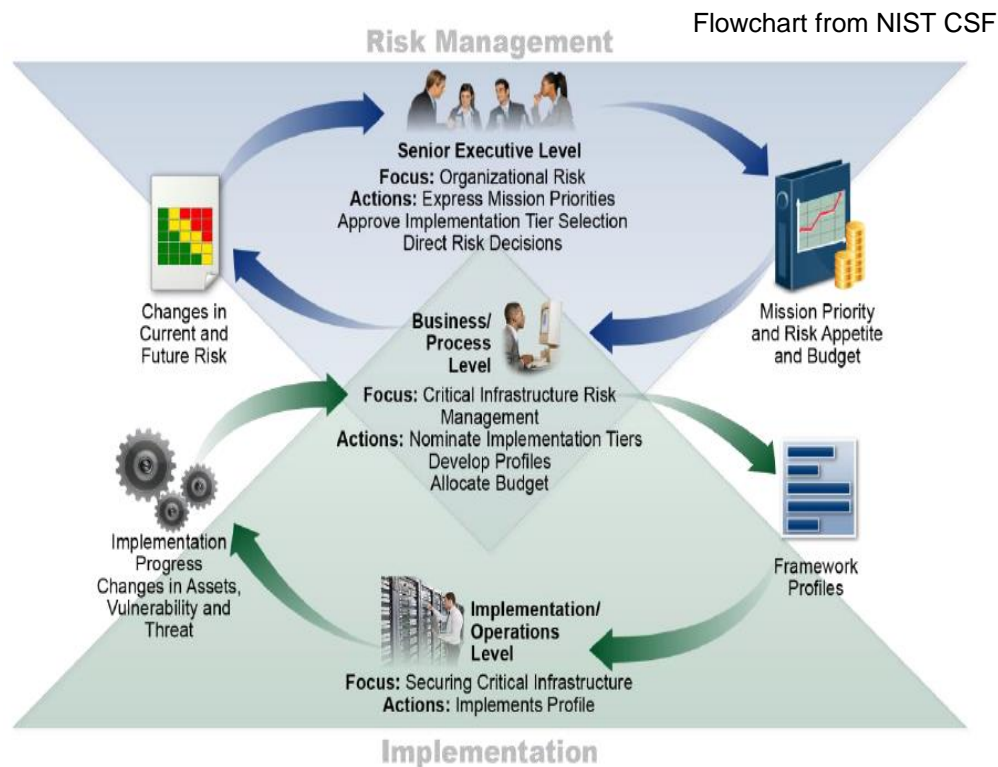 Flowchart from NIST CSF
Risk Management
Senior Executive Level
Focus: Organizational Risk
Actions: Express Mission Priorities
Approve Implementation Tier Selection
Direct Risk Decisions
Changes in
Current and
Future Risk
Mission Priority
and Risk Appetite
and Budget
Business/
Process
Level
Focus: Critical Infrastructure Risk
Management
Actions: Nominate Implementation Tiers
Develop Profiles
Allocate Budget
Implementation
Progress
Changes in Assets,
Vulnerability and
Threat
Framework
Profiles
Implementation/
Operations
Level
Focus: Securing Critical Infrastructure
Actions: Implements Profile
Implementation